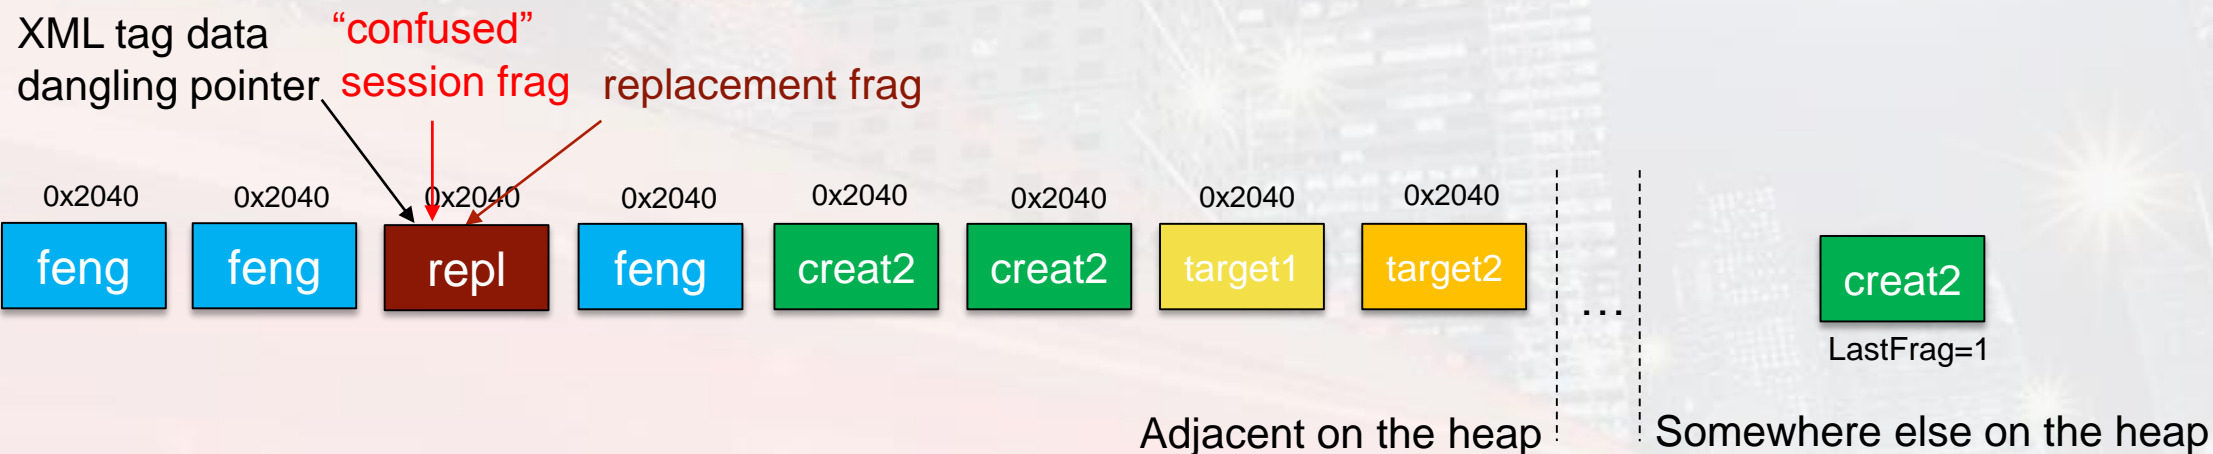 XML tag data
dangling pointer
“confused”
session frag
replacement frag
0x2040 0x2040 0x2040 0x2040 0x2040 0x2040 0x2040 0x2040
feng feng repl feng creat2 creat2 target1 target2
...
creat2
LastFrag=1
Adjacent on the heap
Somewhere else on the heap